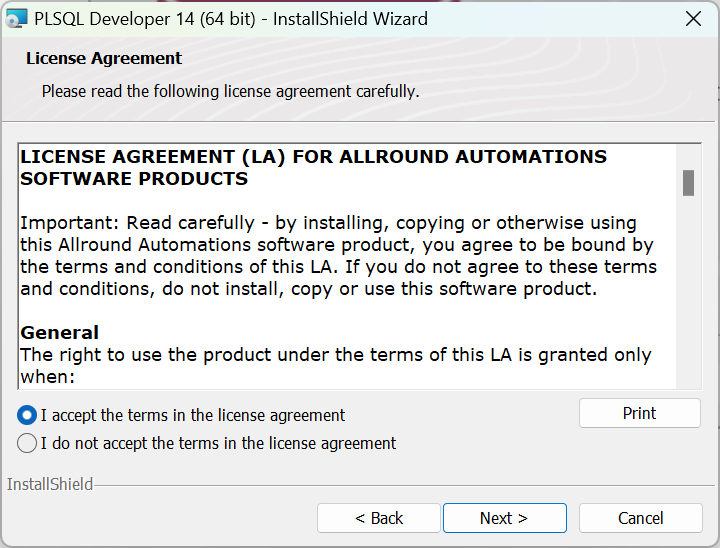 PLSQL Developer 14 (64 bit) - InstallShield Wizard
License Agreement
Please read the following license agreement carefully.
LICENSE AGREEMENT (LA) FOR ALLROUND AUTOMATIONS
SOFTWARE PRODUCTS
Important: Read carefully - by installing, copying or otherwise using
this Allround Automations software product, you agree to be bound by
the terms and conditions of this LA. If you do not agree to these terms
and conditions, do not install, copy or use this software product.
General
The right to use the product under the terms of this LA is granted only
when:
I accept the terms in the license agreement
Print
I do not accept the terms in the license agreement
InstallShield
< Back
Next >
Cancel